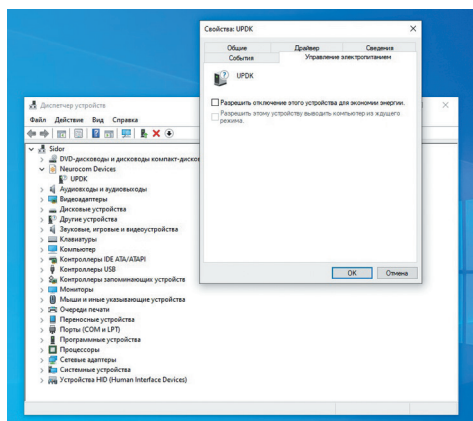 Свойства: UPDK
Общие
Драйвер
Сведения
События
Управление электропитанием
UPDK
Разрешить отключение этого устройства для экономии энергии.
Разрешить этому устройству выводить компьютер из ждущего
режима.
OK
Отмена
Диспетчер устройств
Файл Действие Вид Справка
Sidor
DVD-дисководы и дисководы компакт-диско
Neurocom Devices
UPDK
Аудиовходы и аудиовыходы
Видеоадаптеры
Дисковые устройства
Другие устройства
Звуковые, игровые и видеоустройства
Клавиатуры
Компьютер
Контроллеры IDE ATA/ATAPI
Контроллеры USB
Контроллеры запоминающих устройств
Мониторы
Мыши и иные указывающие устройства
Очереди печати
Переносные устройства
Порты (COM и LPT)
Программные устройства
Процессоры
Сетевые адаптеры
Системные устройства
Устройства HID (Human Interface Devices)